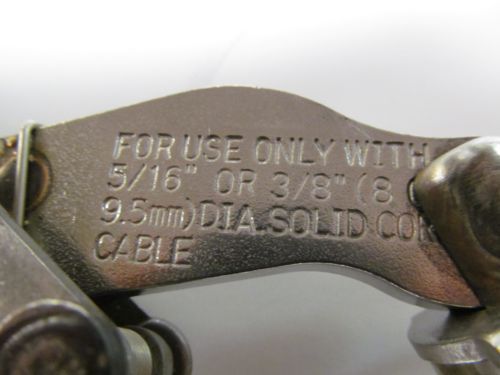 FOR USE ONLY WITH
5/16" OR 3/8" (8
9.5mm) DIA. SOLID COR
CABLE